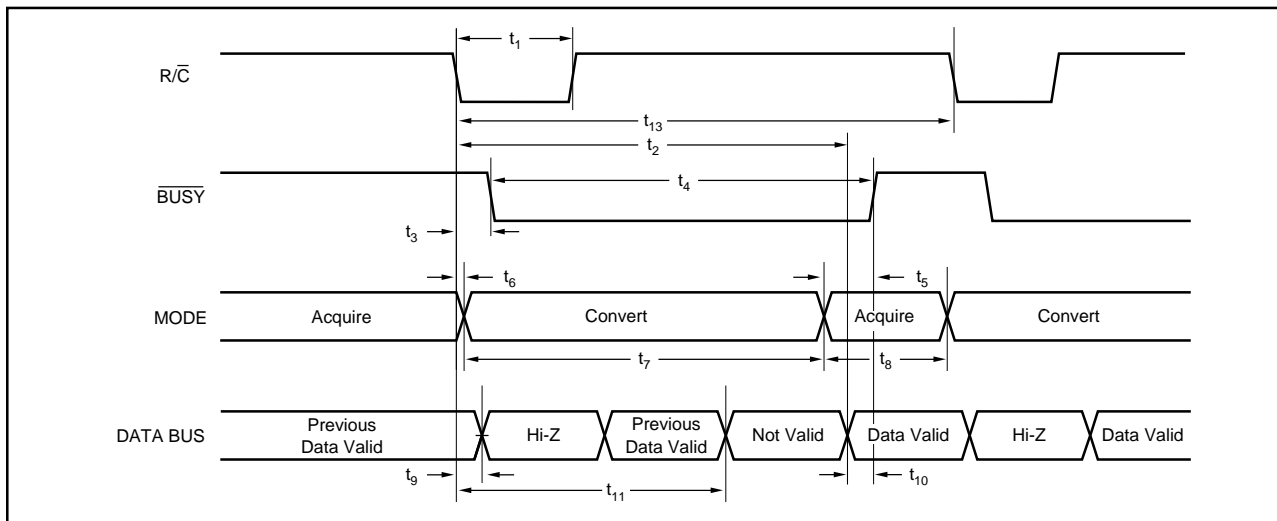 t₁
R/C̅
t₁₃
t₂
B̅U̅S̅Y̅
t₄
t₃
t₆
t₅
MODE
Acquire
Convert
Acquire
Convert
t₇
t₈
DATA BUS
Previous
Data Valid
Hi-Z
Previous
Data Valid
Not Valid
Data Valid
Hi-Z
Data Valid
t₉
t₁₁
t₁₀